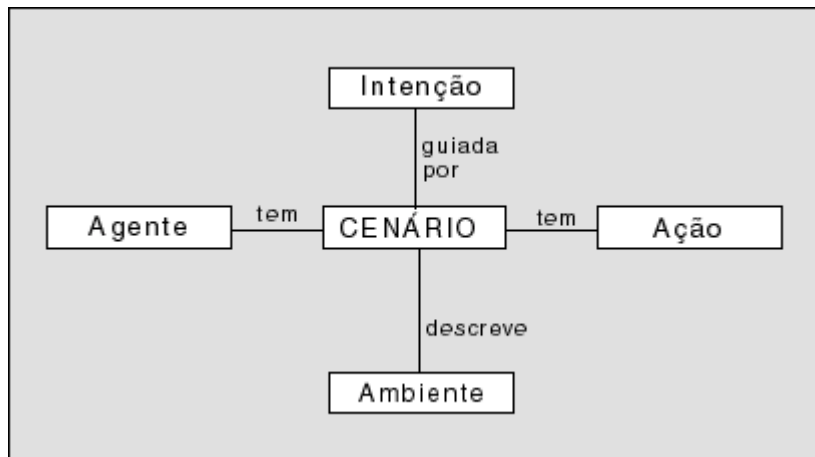 Intenção
guiada
por
Agente
tem
CENÁRIO
tem
Ação
descreve
Ambiente